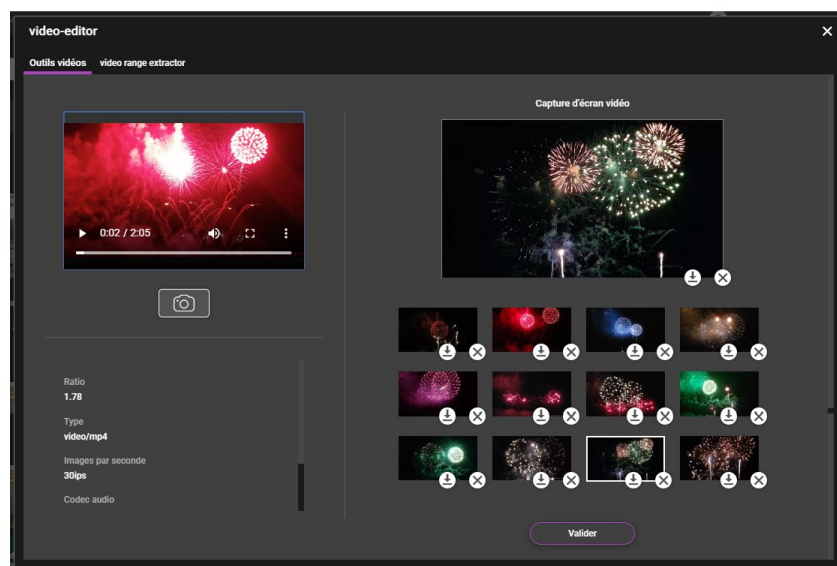 video-editor
Outils vidéos video range extractor
Capture d'écran vidéo
0:02 / 2:05
Ratio
1.78
Type
video/mp4
Images par seconde
30ips
Codec audio
Valider